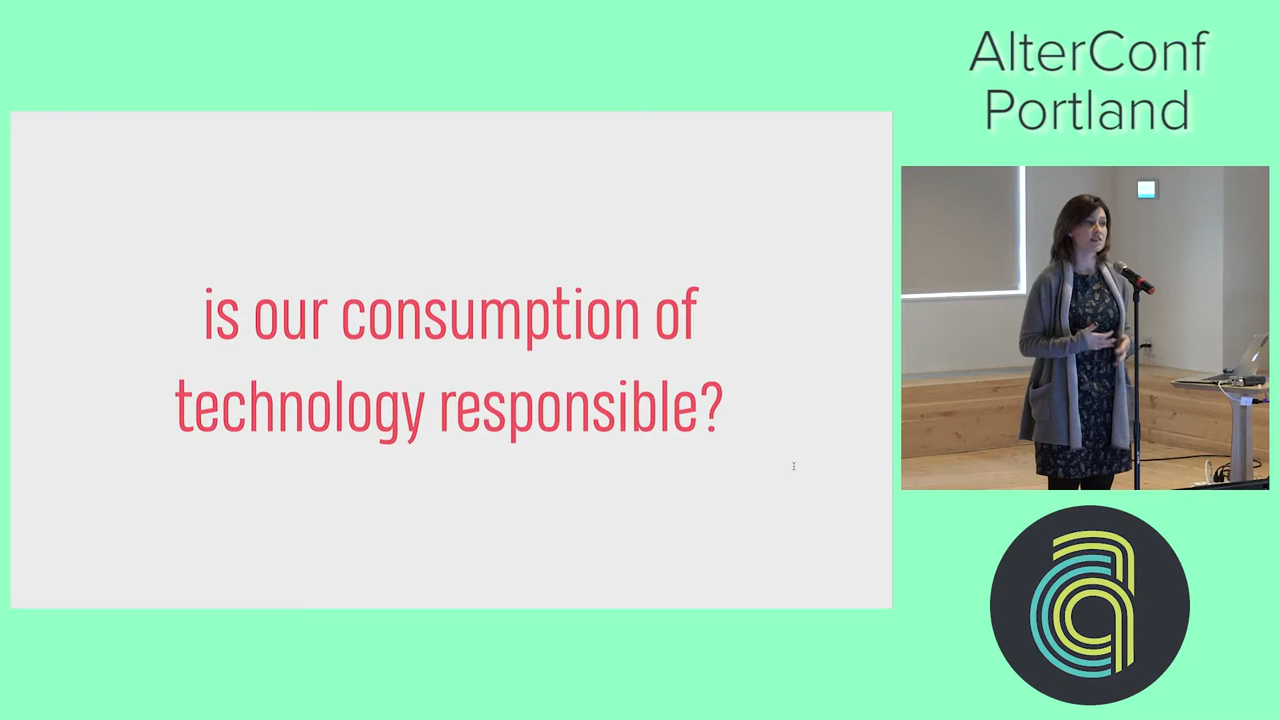 AlterConf
Portland
is our consumption of
technology responsible?